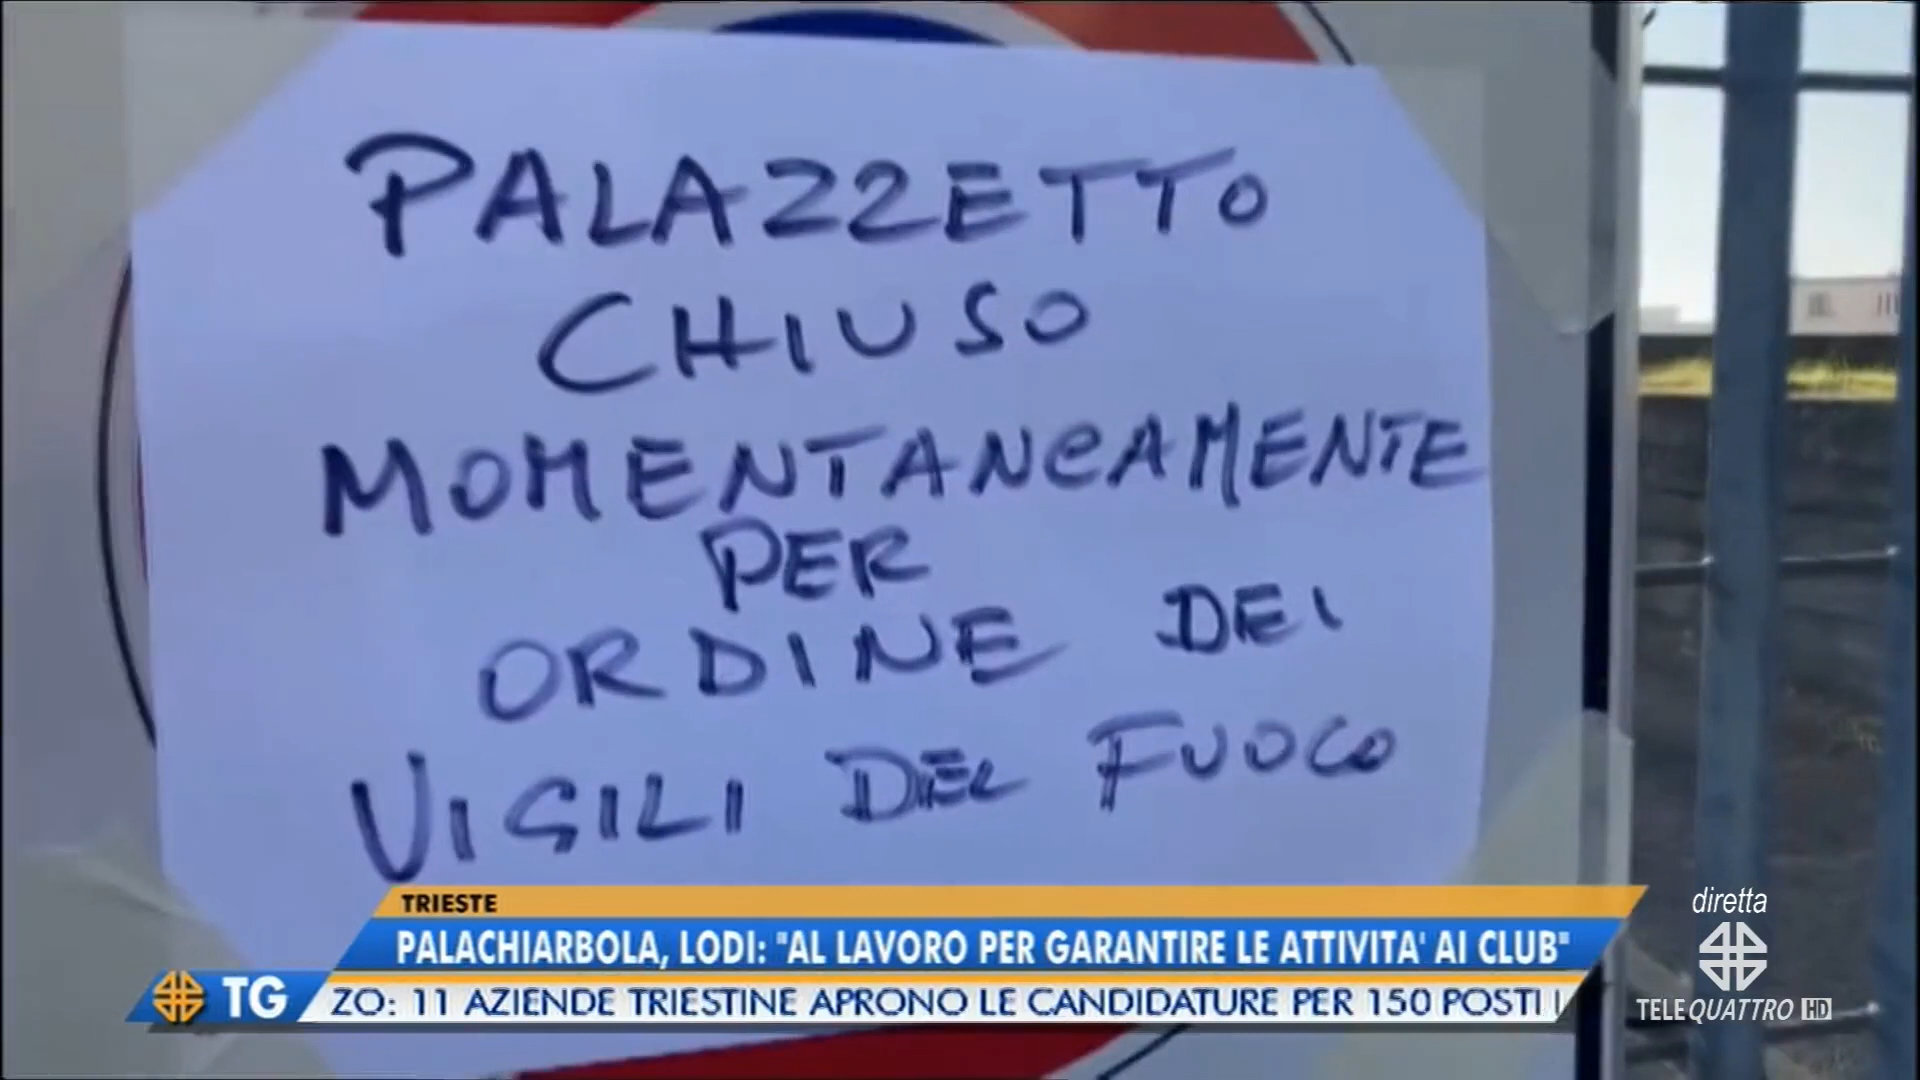 PALAZZETTO
CHIUSO
MOMENTANeAMENTE
PER
ORDINE DEI
VIGILI DEL FUOCO
TRIESTE
PALACHIARBOLA, LODI: "AL LAVORO PER GARANTIRE LE ATTIVITA' AI CLUB"
TG
ZO: 11 AZIENDE TRIESTINE APRONO LE CANDIDATURE PER 150 POSTI
diretta
TELEQUATTRO HD